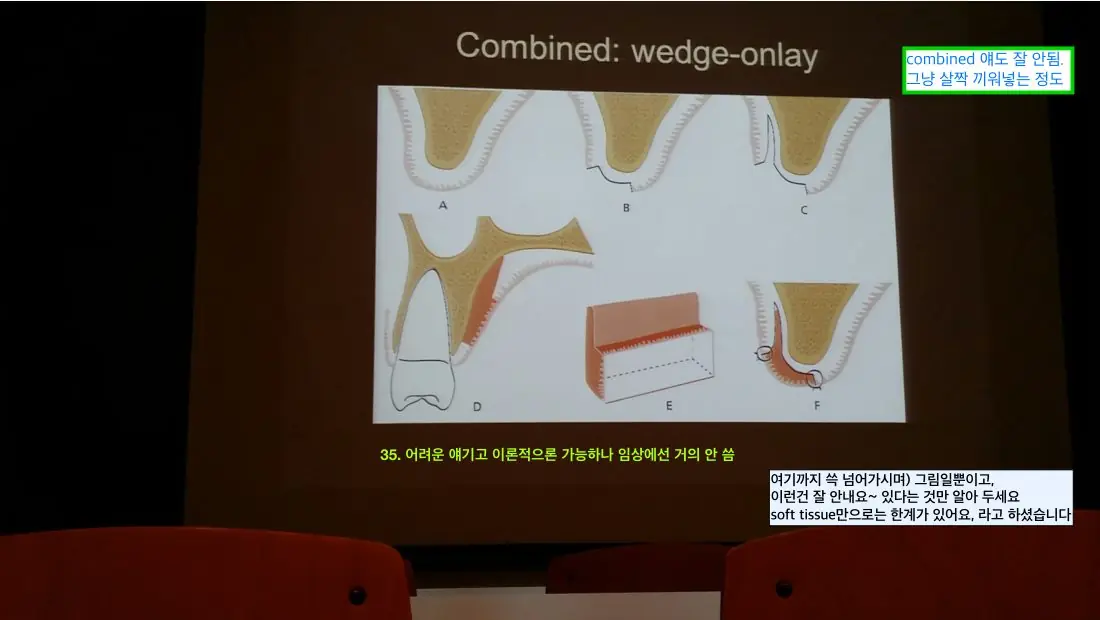 Combined: wedge-onlay
combined 얘도 잘 안됨.
그냥 살짝 끼워넣는 정도
A
B
C
D
E
F
35. 어려운 얘기고 이론적으론 가능하나 임상에선 거의 안 씀
여기까지 쓱 넘어가시며) 그림일뿐이고,
이런건 잘 안내요~ 있다는 것만 알아 두세요
soft tissue만으로는 한계가 있어요, 라고 하셨습니다